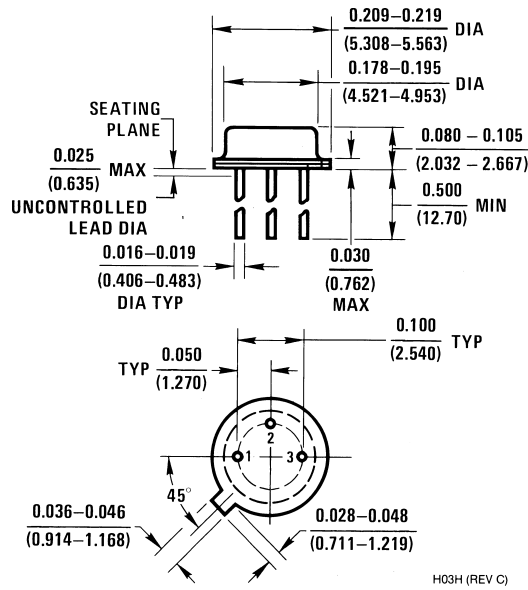 0.209–0.219
(5.308–5.563)
DIA
0.178–0.195
(4.521–4.953)
DIA
SEATING
PLANE
0.025
(0.635)
MAX
UNCONTROLLED
LEAD DIA
0.080 – 0.105
(2.032 – 2.667)
0.500
(12.70)
MIN
0.016–0.019
(0.406–0.483)
DIA TYP
0.030
(0.762)
MAX
0.100
(2.540)
TYP
TYP
0.050
(1.270)
2
1
3
45°
0.036–0.046
(0.914–1.168)
0.028–0.048
(0.711–1.219)
H03H (REV C)